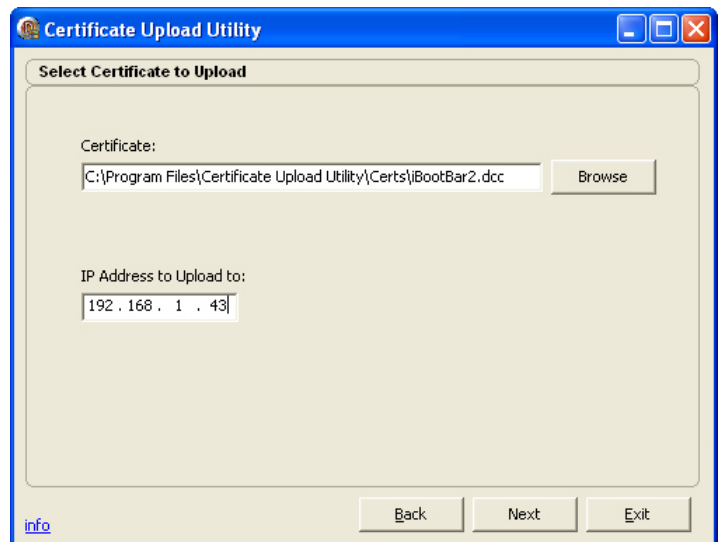 Certificate Upload Utility
Select Certificate to Upload
Certificate:
C:\Program Files\Certificate Upload Utility\Certs\iBootBar2.dcc
Browse
IP Address to Upload to:
192 . 168 . 1 . 43
info
Back
Next
Exit